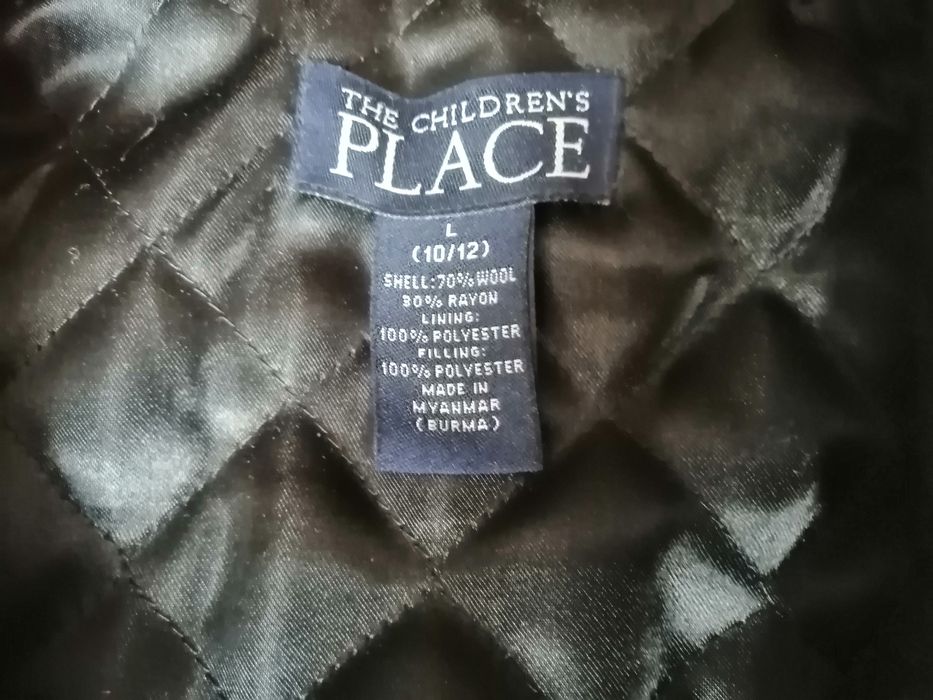 THE CHILDREN'S
PLACE
L
(10/12)
SHELL:70% WOOL
30% RAYON
LINING:
100% POLYESTER
FILLING:
100% POLYESTER
MADE IN
MYANMAR
(BURMA)